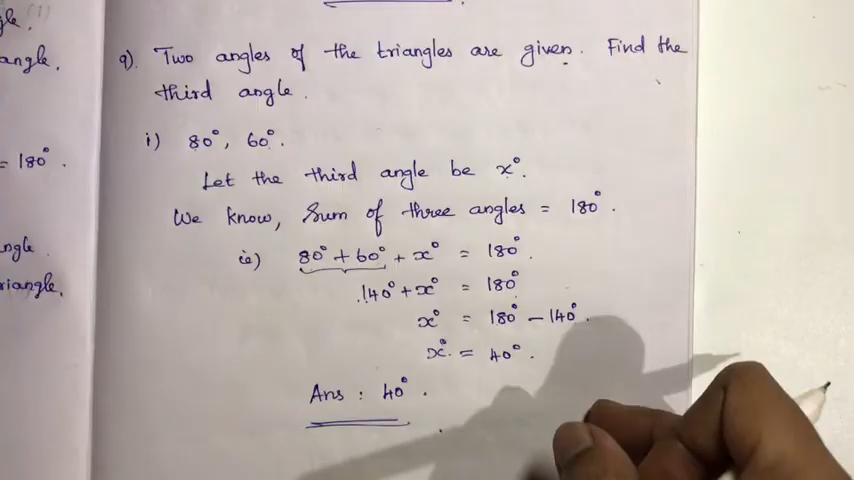 gle.
angle.
= 180°.
ngle.
riangle.
q). Two angles of the triangles are given. Find the
third angle.
i) 80°, 60°.
Let the third angle be x°.
We know, Sum of three angles = 180°.
ie) 80° + 60° + x° = 180°.
140° + x° = 180°
x° = 180° – 140°.
x° = 40°.
Ans : 40°.